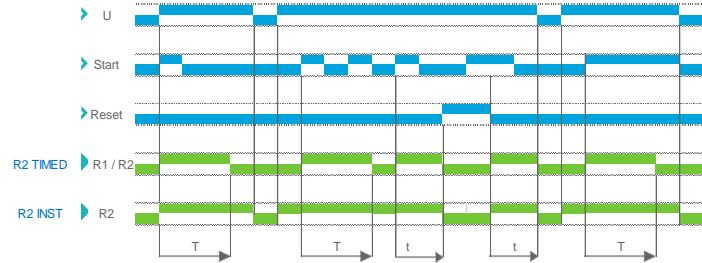 U
Start
Reset
R2 TIMED R1 / R2
R2 INST R2
T T t t T